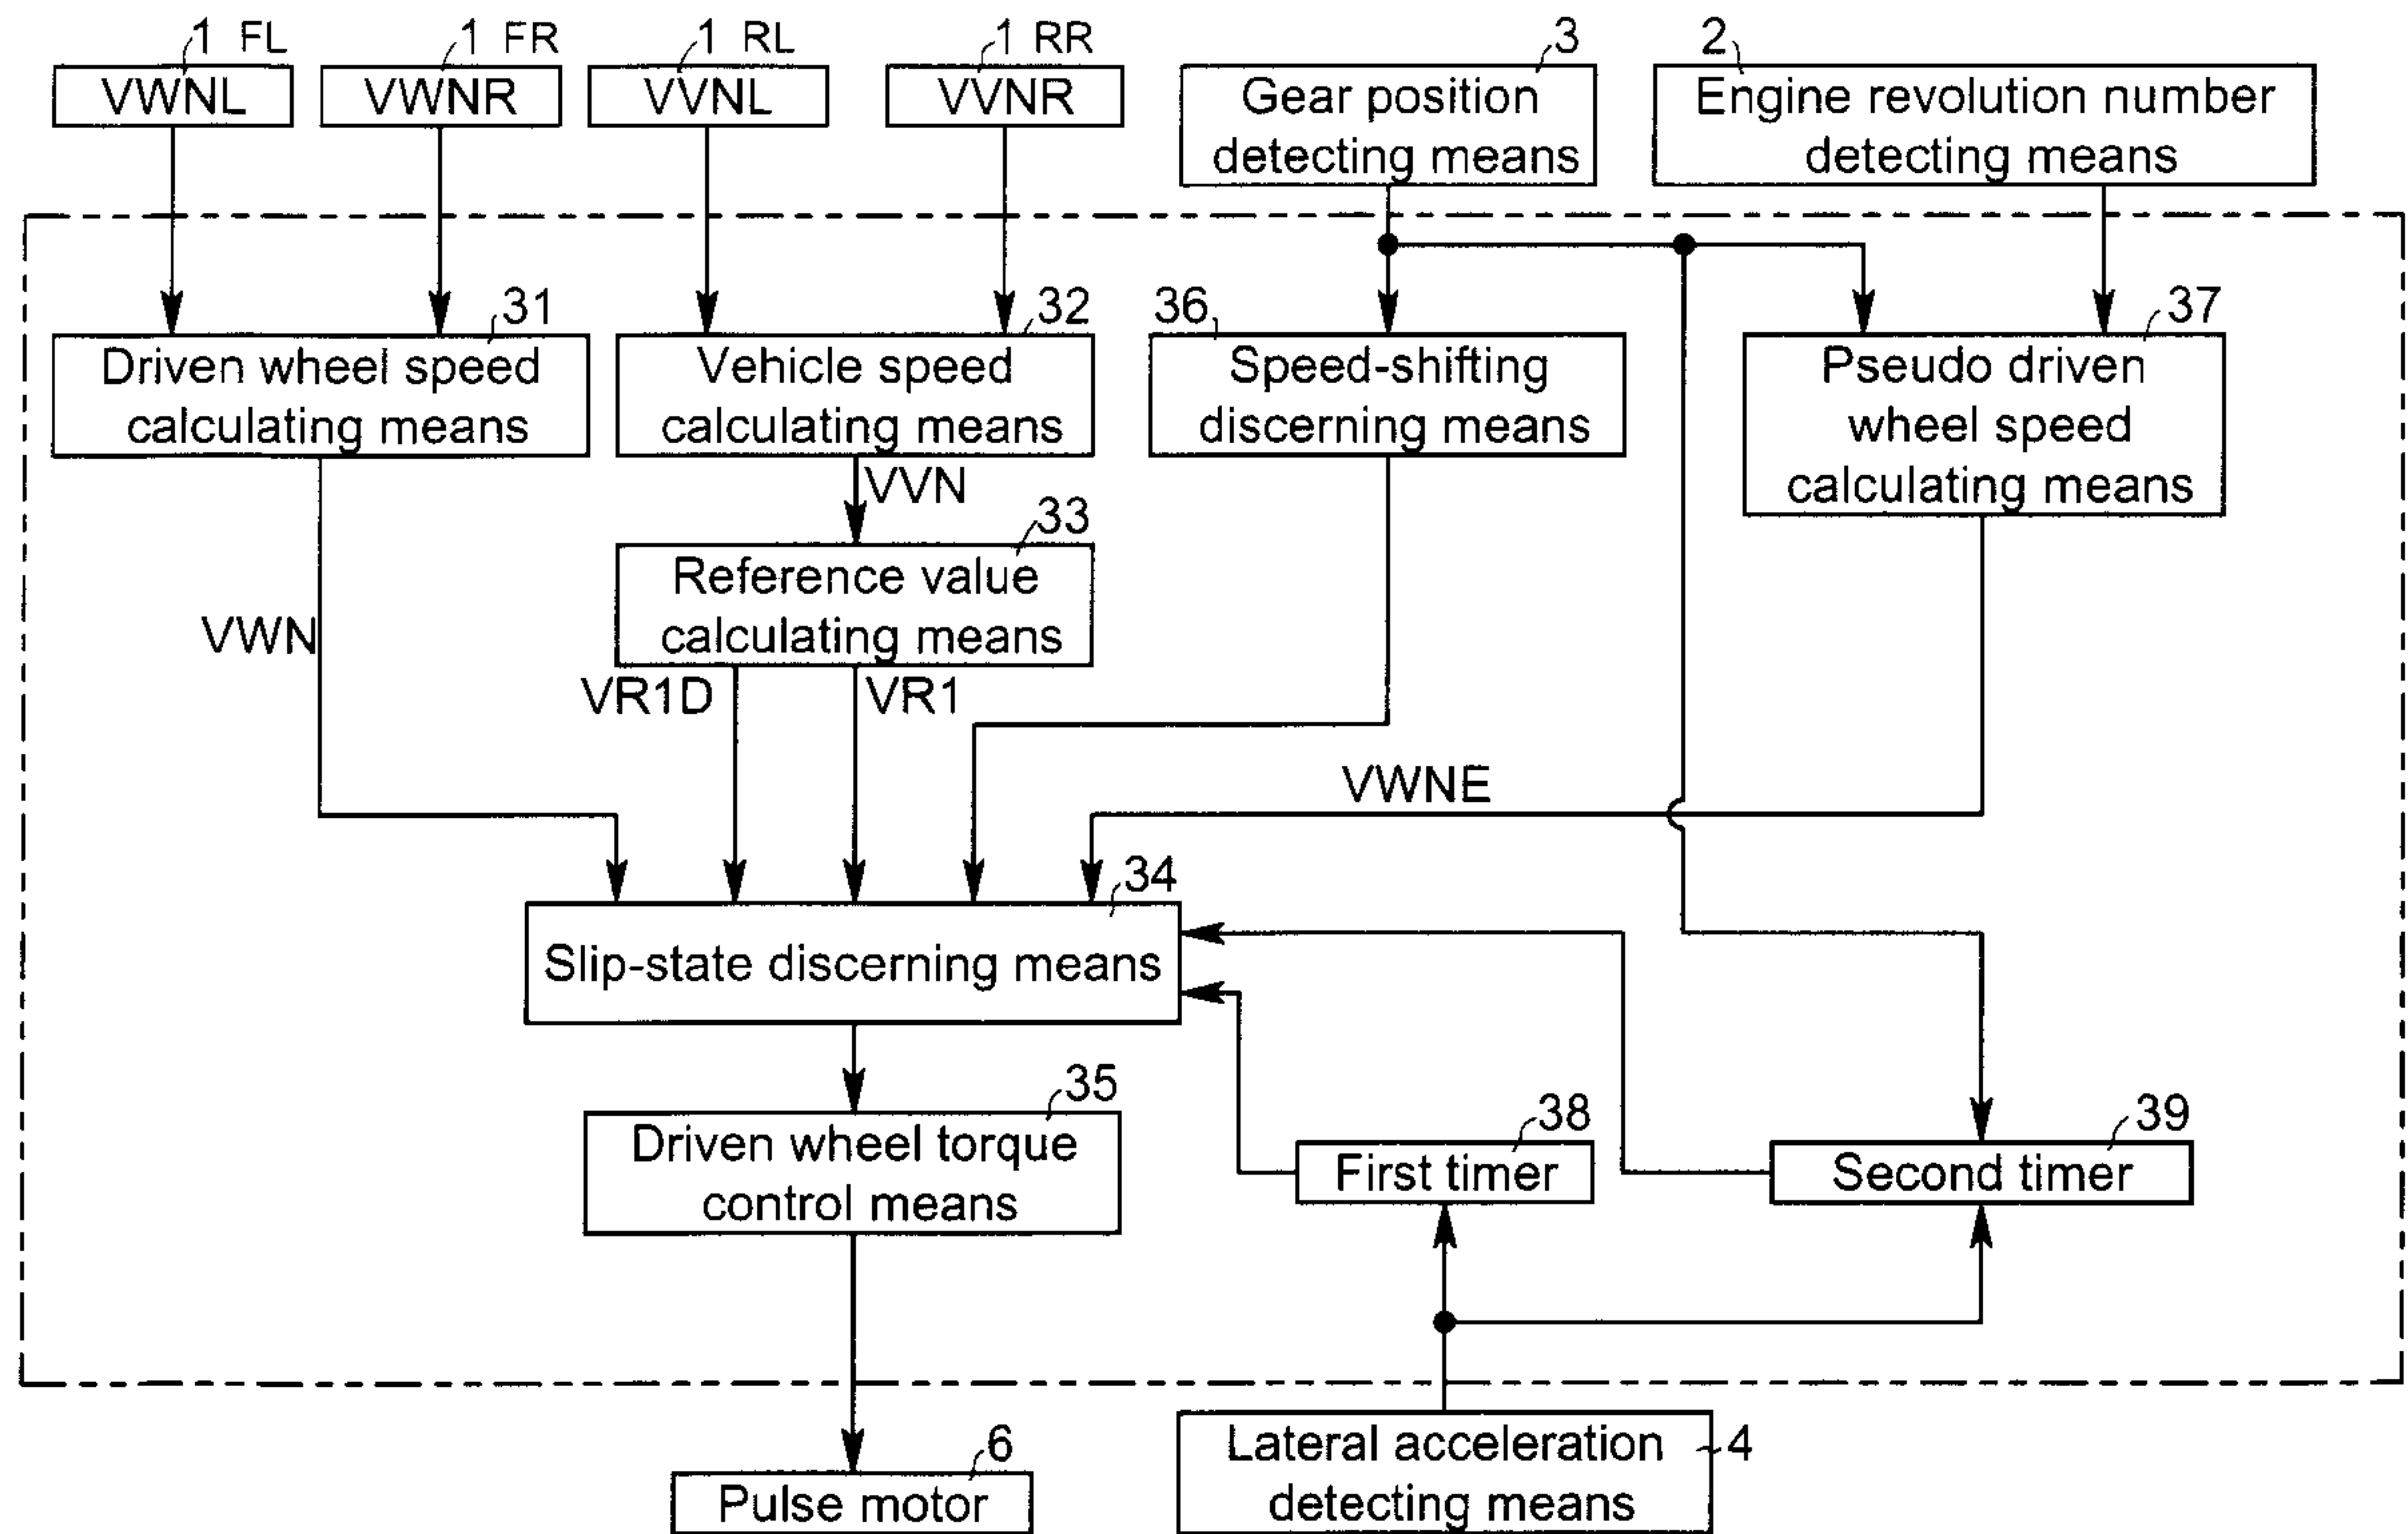 1 FL
1 FR
1 RL
1 RR
3
2
VWNL
VWNR
VVNL
VVNR
Gear position
detecting means
Engine revolution number
detecting means
31
32
36
37
Driven wheel speed
calculating means
Vehicle speed
calculating means
Speed-shifting
discerning means
Pseudo driven
wheel speed
calculating means
VVN
33
Reference value
calculating means
VWN
VR1D
VR1
VWNE
34
Slip-state discerning means
35
Driven wheel torque
control means
38
First timer
39
Second timer
6
Pulse motor
Lateral acceleration
detecting means
4